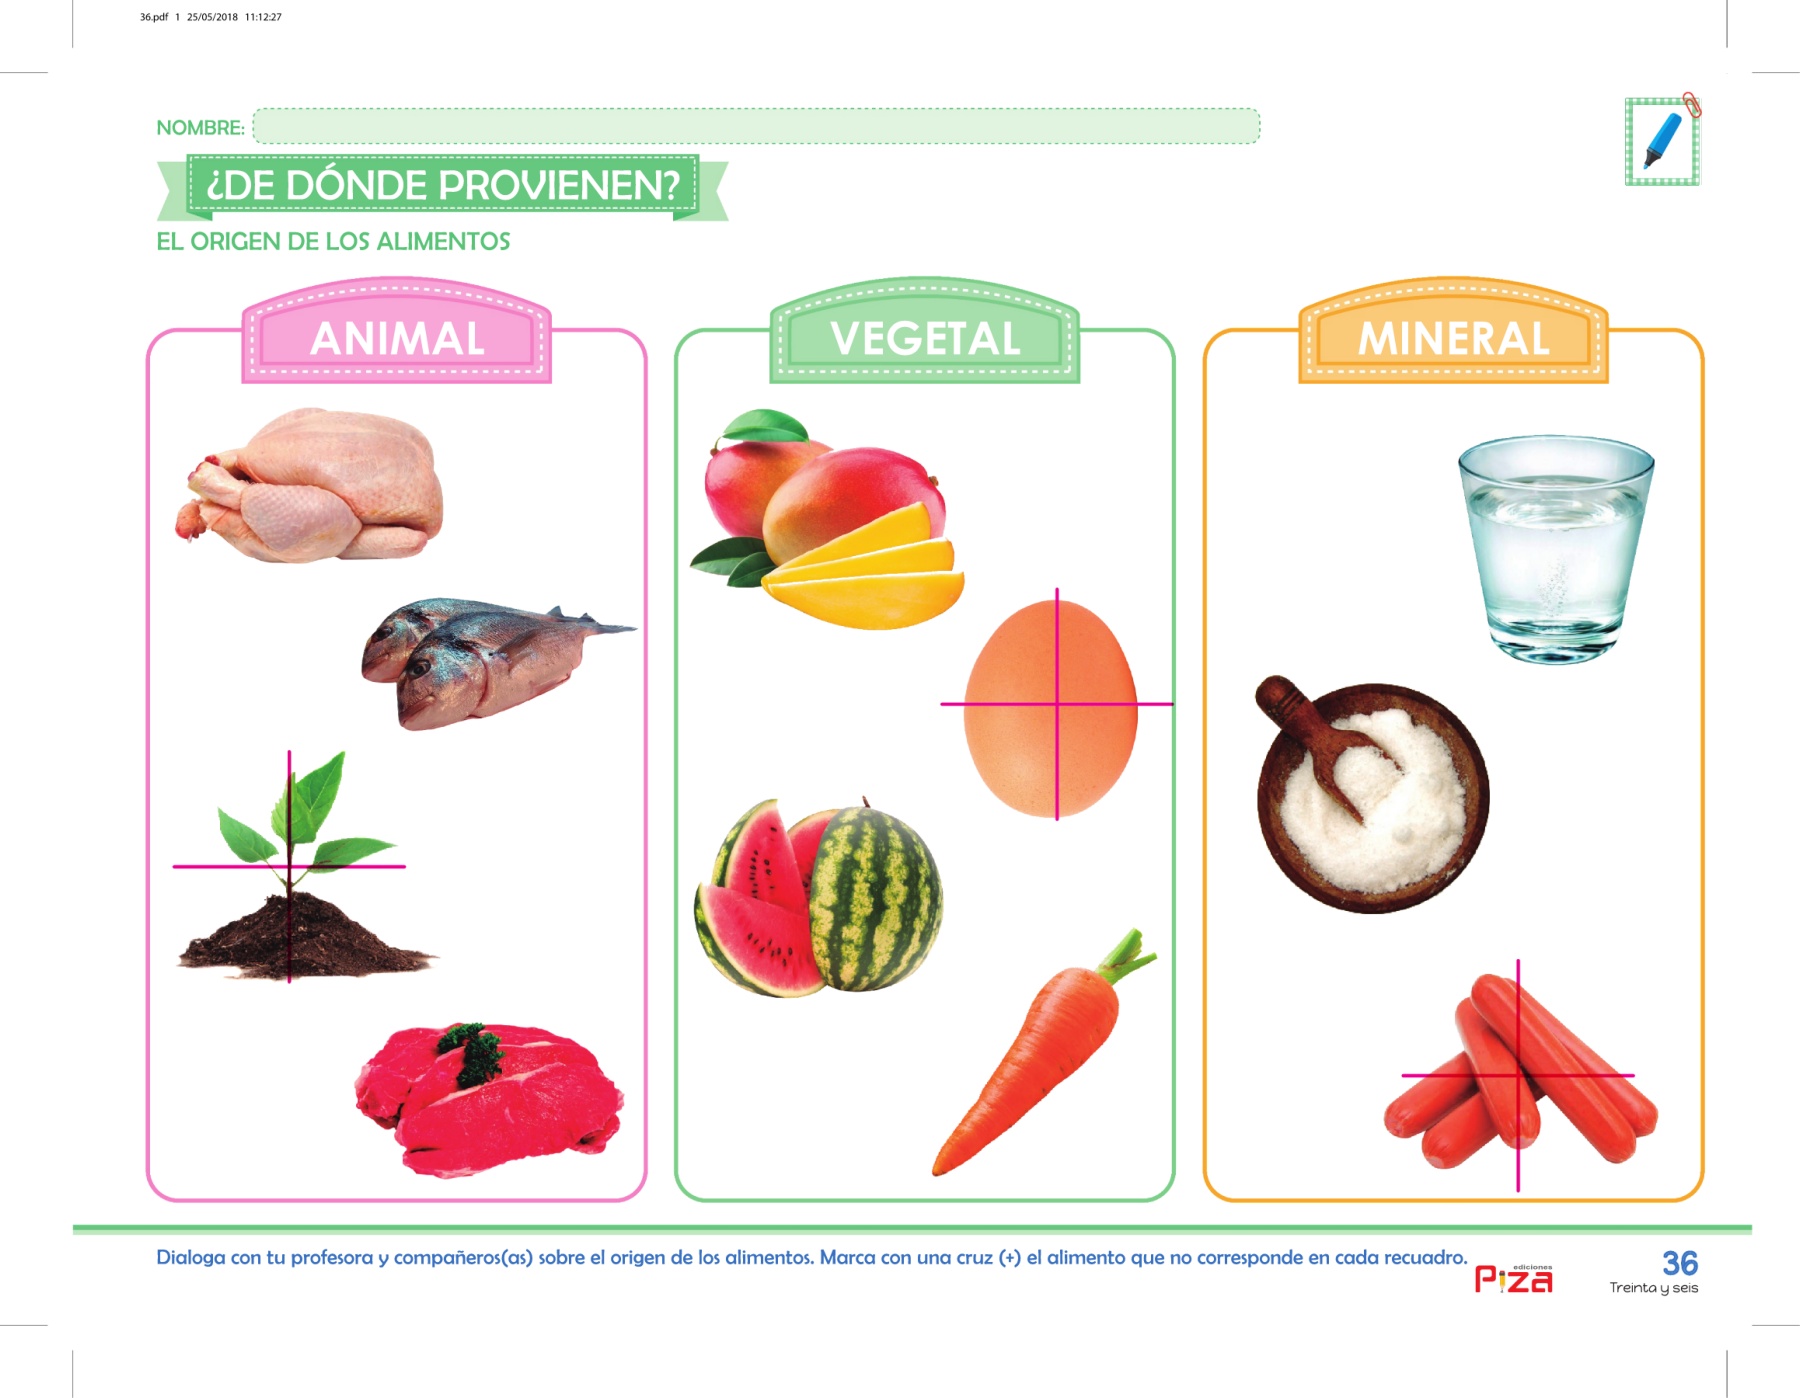 36.pdf 1 25/05/2018 11:12:27
NOMBRE:
¿DE DÓNDE PROVIENEN?
EL ORIGEN DE LOS ALIMENTOS
ANIMAL
VEGETAL
MINERAL
Dialoga con tu profesora y compañeros(as) sobre el origen de los alimentos. Marca con una cruz (+) el alimento que no corresponde en cada recuadro.
ediciones
Piza
36
Treinta y seis